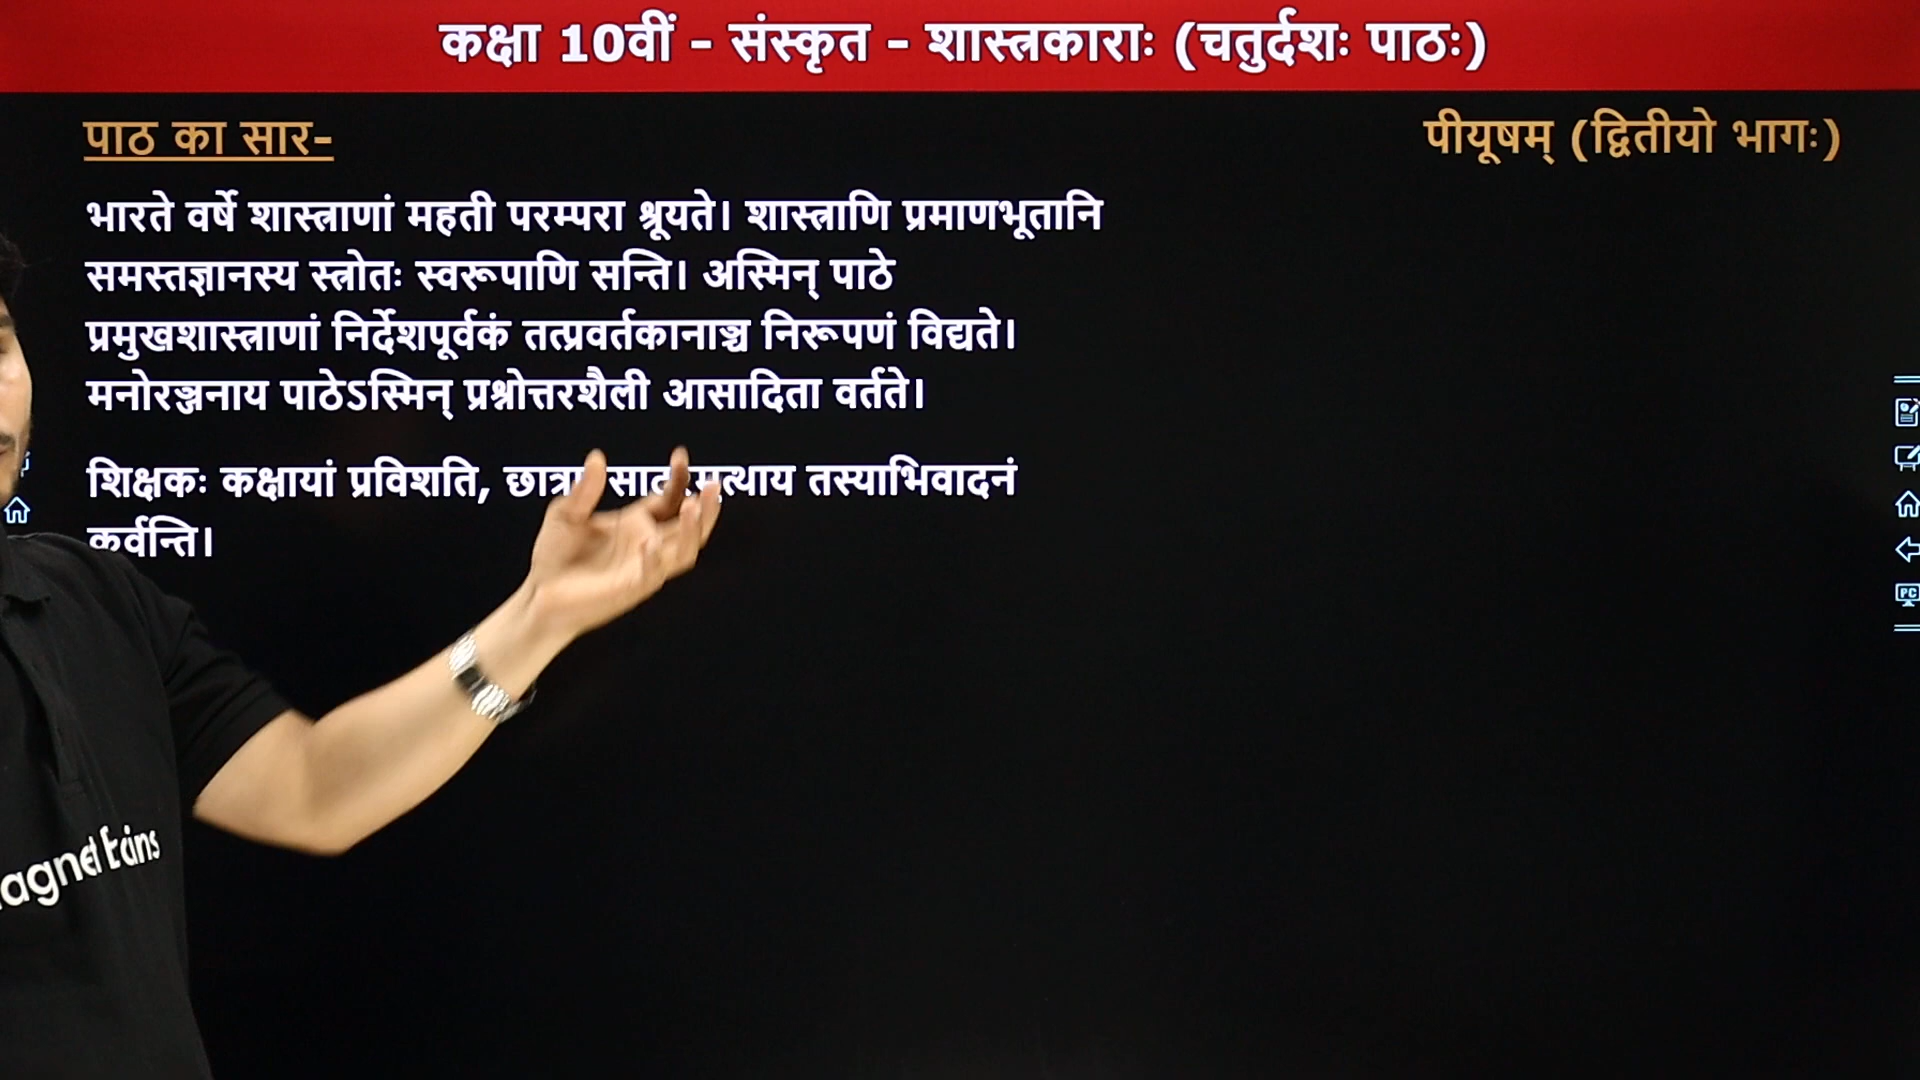 कक्षा 10वीं - संस्कृत - शास्त्रकाराः (चतुर्दशः पाठः)
पाठ का सार-
पीयूषम् (द्वितीयो भागः)
भारते वर्षे शास्त्राणां महती परम्परा श्रूयते। शास्त्राणि प्रमाणभूतानि
समस्तज्ञानस्य स्त्रोतः स्वरूपाणि सन्ति। अस्मिन् पाठे
प्रमुखशास्त्राणां निर्देशपूर्वकं तत्प्रवर्तकानाञ्च निरूपणं विद्यते।
मनोरञ्जनाय पाठेऽस्मिन् प्रश्नोत्तरशैली आसादिता वर्तते।
शिक्षकः कक्षायां प्रविशति, तस्याभिवादनं
कुर्वन्ति।
PC